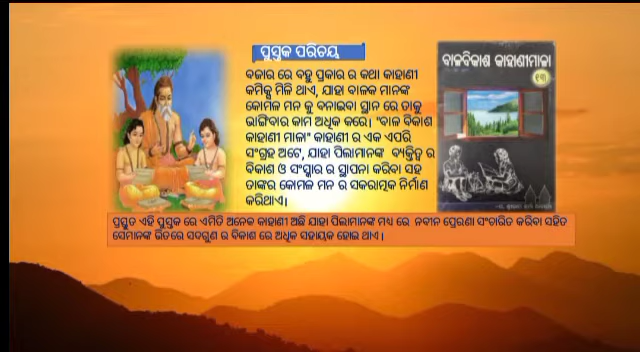 ପୁସ୍ତକ ପରିଚୟ
ବଜାର ରେ ବହୁ ପ୍ରକାର ର କଥା କାହାଣୀ
କମିକ୍ସ ମିଳି ଥାଏ, ଯାହା ବାଳକ ମାନଙ୍କ
କୋମଳ ମନ କୁ ବନାଇବା ସ୍ଥାନ ରେ ତାକୁ
ଭାଙ୍ଗିବାର କାମ ଅଧିକ କରେ। "ବାଳ ବିକାଶ
କାହାଣୀ ମାଳା" କାହାଣୀ ର ଏକ ଏପରି
ସଂଗ୍ରହ ଅଟେ, ଯାହା ପିଲାମାନଙ୍କ ବ୍ୟକ୍ତିତ୍ୱ ର
ବିକାଶ ଓ ସଂସ୍କାର ର ସ୍ଥାପନା କରିବା ସହ
ତାଙ୍କର କୋମଳ ମନ ର ସକରାତ୍ମକ ନିର୍ମାଣ
କରିଥାଏ।
ବାଳବିକାଶ କାହାଣୀମାଳା
୧୩
ପ୍ରସ୍ତୁତ ଏହି ପୁସ୍ତକ ରେ ଏମିତି ଅନେକ କାହାଣୀ ଅଛି ଯାହା ପିଲାମାନଙ୍କ ମଧ୍ୟ ରେ ନବୀନ ପ୍ରେରଣା ସଂଚାରିତ କରିବା ସହିତ
ସେମାନଙ୍କ ଭିତରେ ସଦଗୁଣ ର ବିକାଶ ରେ ଅଧିକ ସହାୟକ ହୋଇ ଥାଏ।